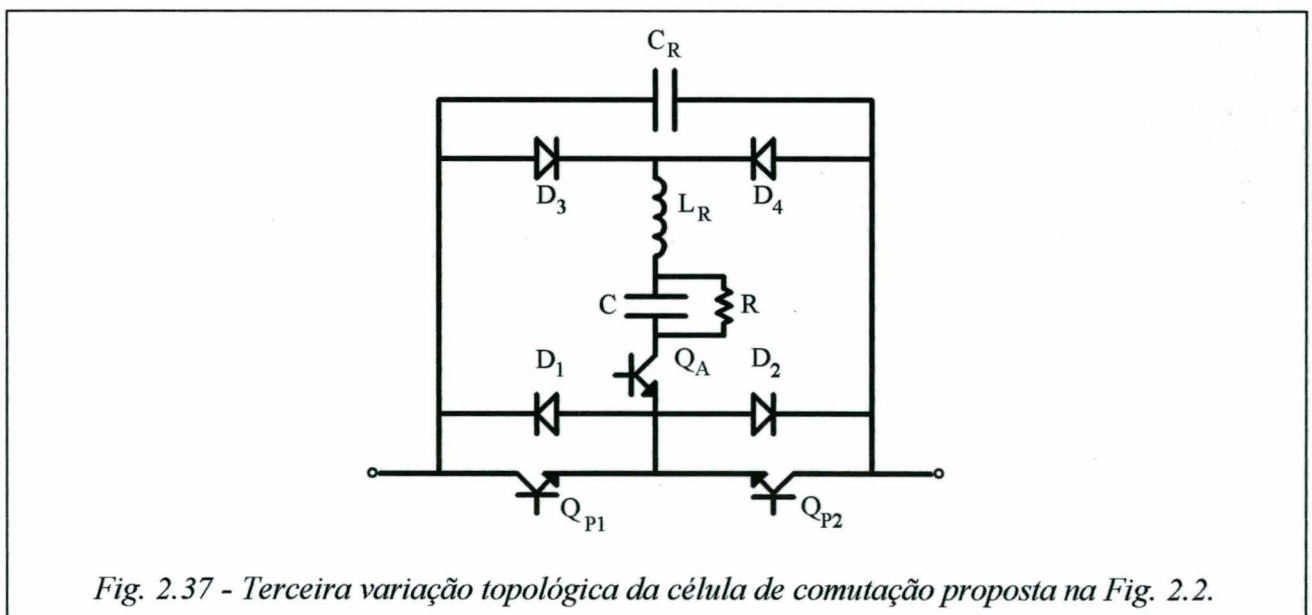 C_R
D_3
D_4
L_R
C
R
Q_A
D_1
D_2
Q_P1
Q_P2
Fig. 2.37 - Terceira variação topológica da célula de comutação proposta na Fig. 2.2.